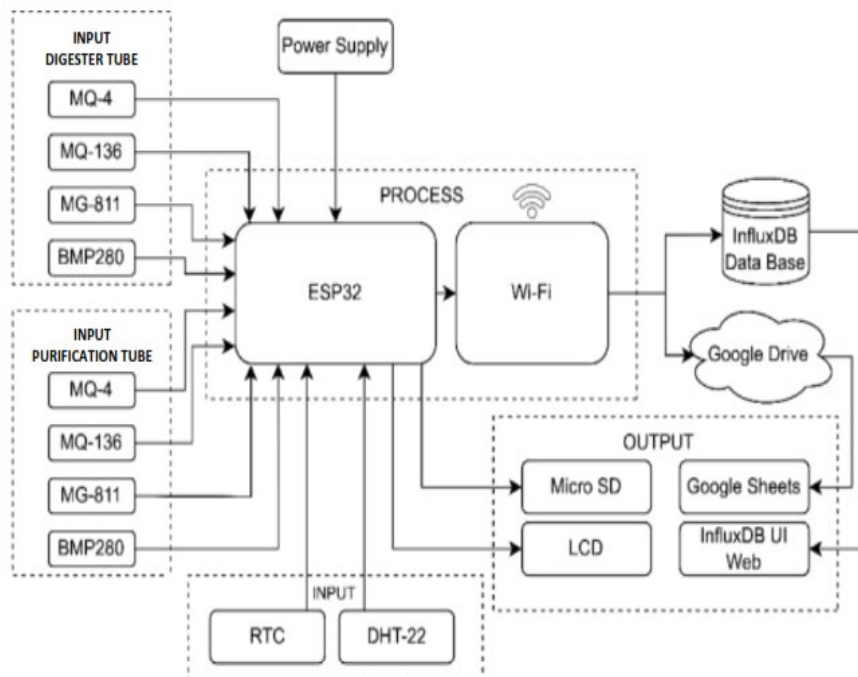 INPUT
DIGESTER TUBE
MQ-4
MQ-136
MG-811
BMP280
Power Supply
PROCESS
ESP32
Wi-Fi
InfluxDB
Data Base
Google Drive
INPUT
PURIFICATION TUBE
MQ-4
MQ-136
MG-811
BMP280
OUTPUT
Micro SD
Google Sheets
LCD
InfluxDB UI
Web
INPUT
RTC
DHT-22